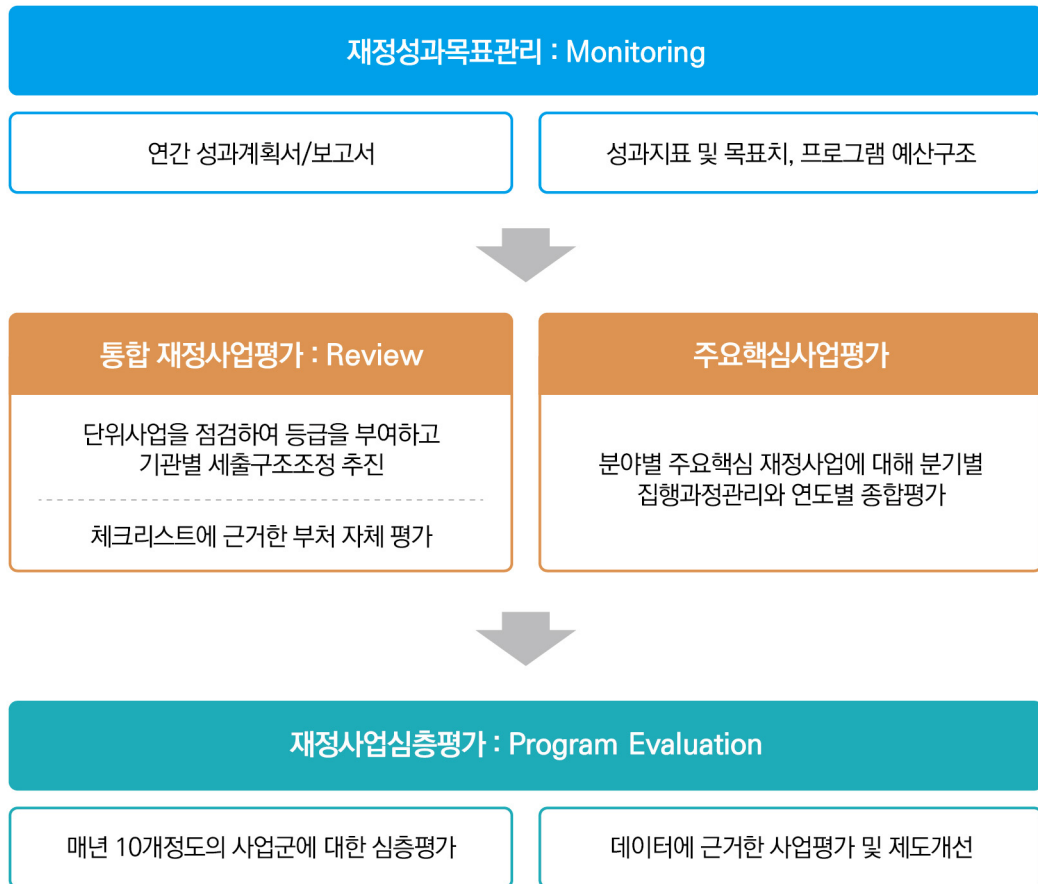 재정성과목표관리 : Monitoring
연간 성과계획서/보고서
성과지표 및 목표치, 프로그램 예산구조
통합 재정사업평가 : Review
단위사업을 점검하여 등급을 부여하고
기관별 세출구조조정 추진
체크리스트에 근거한 부처 자체 평가
주요핵심사업평가
분야별 주요핵심 재정사업에 대해 분기별
집행과정관리와 연도별 종합평가
재정사업심층평가 : Program Evaluation
매년 10개정도의 사업군에 대한 심층평가
데이터에 근거한 사업평가 및 제도개선